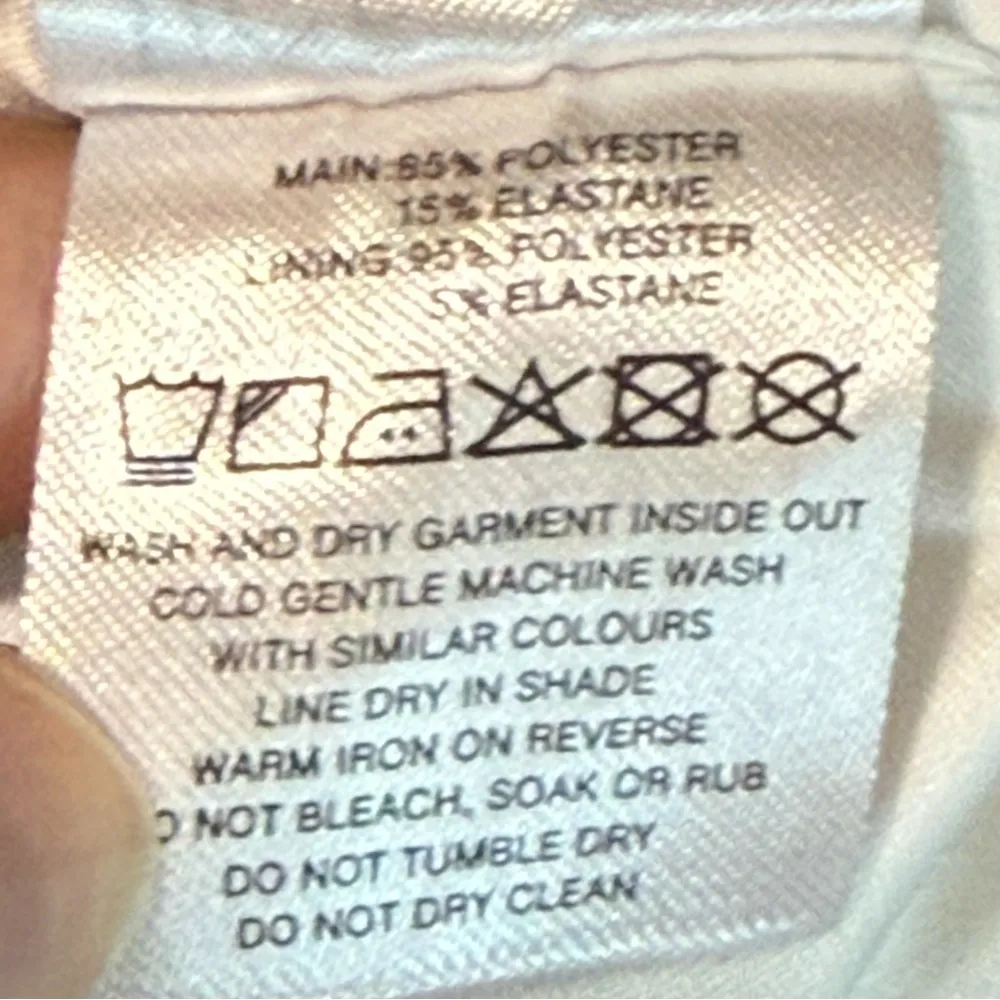 MAIN:85% POLYESTER
15% ELASTANE
LINING:95% POLYESTER
5% ELASTANE
WASH AND DRY GARMENT INSIDE OUT
COLD GENTLE MACHINE WASH
WITH SIMILAR COLOURS
LINE DRY IN SHADE
WARM IRON ON REVERSE
DO NOT BLEACH, SOAK OR RUB
DO NOT TUMBLE DRY
DO NOT DRY CLEAN